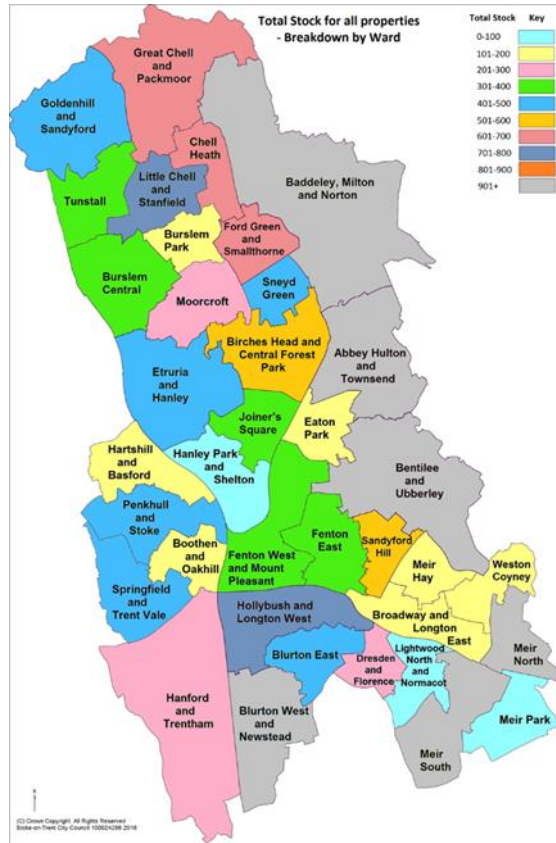 Total Stock for all properties
- Breakdown by Ward
Total Stock Key
0-100
101-200
201-300
301-400
401-500
501-600
601-700
701-800
801-900
901+
Great Chell
and
Packmoor
Goldenhill
and
Sandyford
Chell
Heath
Little Chell
and
Stanfield
Baddeley, Milton
and Norton
Tunstall
Burslem
Park
Ford Green
and
Smallthorne
Burslem
Central
Moorcroft
Sneyd
Green
Birches Head and
Central Forest
Park
Abbey Hulton
and
Townsend
Etruria
and
Hanley
Joiner's
Square
Eaton
Park
Hartshill
and
Basford
Hanley Park
and
Shelton
Bentilee
and
Ubberley
Penkhull
and
Stoke
Boothen
and
Oakhill
Fenton West
and Mount
Pleasant
Fenton
East
Sandyford
Hill
Meir
Hay
Weston
Coyney
Springfield
and
Trent Vale
Hollybush and
Longton West
Broadway and
Longton
East
Blurton East
Dresden
and
Florence
Lightwood
North
and
Normacot
Meir
North
Hanford
and
Trentham
Blurton West
and
Newstead
Meir
South
Meir Park
N
(C) Crown Copyright. All Rights Reserved
Stoke-on-Trent City Council 100024286 2016